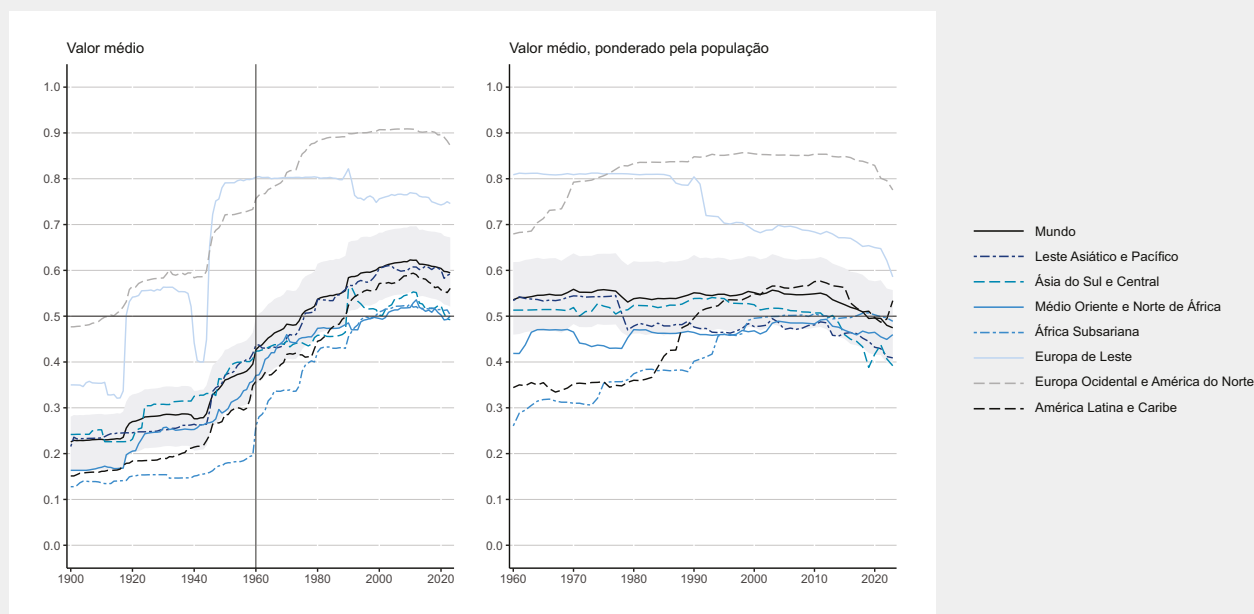 Valor médio
1.0
0.9
0.8
0.7
0.6
0.5
0.4
0.3
0.2
0.1
0.0
1900 1920 1940 1960 1980 2000 2020
Valor médio, ponderado pela população
1.0
0.9
0.8
0.7
0.6
0.5
0.4
0.3
0.2
0.1
0.0
1960 1970 1980 1990 2000 2010 2020
Mundo
Leste Asiático e Pacífico
Ásia do Sul e Central
Médio Oriente e Norte de África
África Subsariana
Europa de Leste
Europa Ocidental e América do Norte
América Latina e Caribe